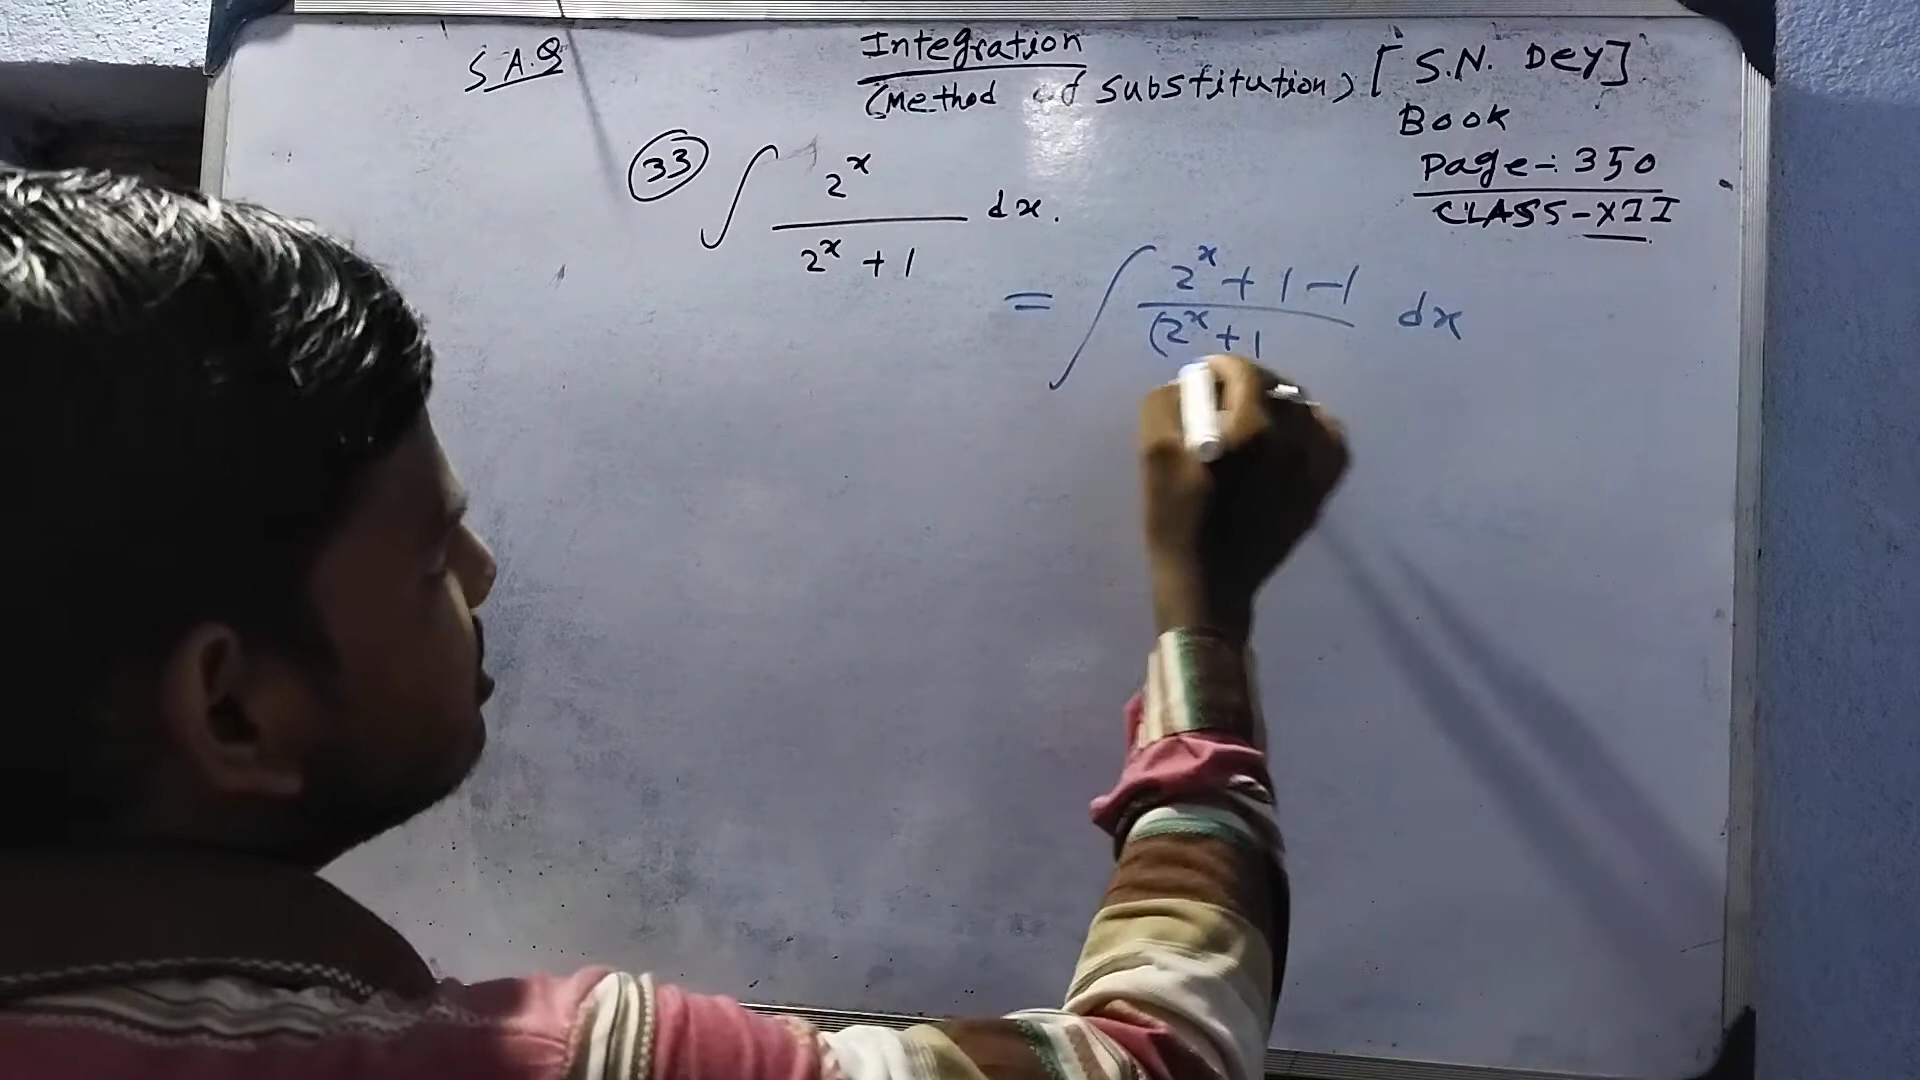 S.A.Q
Integration
(Method of substitution) [S.N. Dey]
Book
Page-: 350
CLASS-XII
33 ∫ 2^x / (2^x + 1) dx.
= ∫ 2^x + 1 - 1 / (2^x + 1 dx